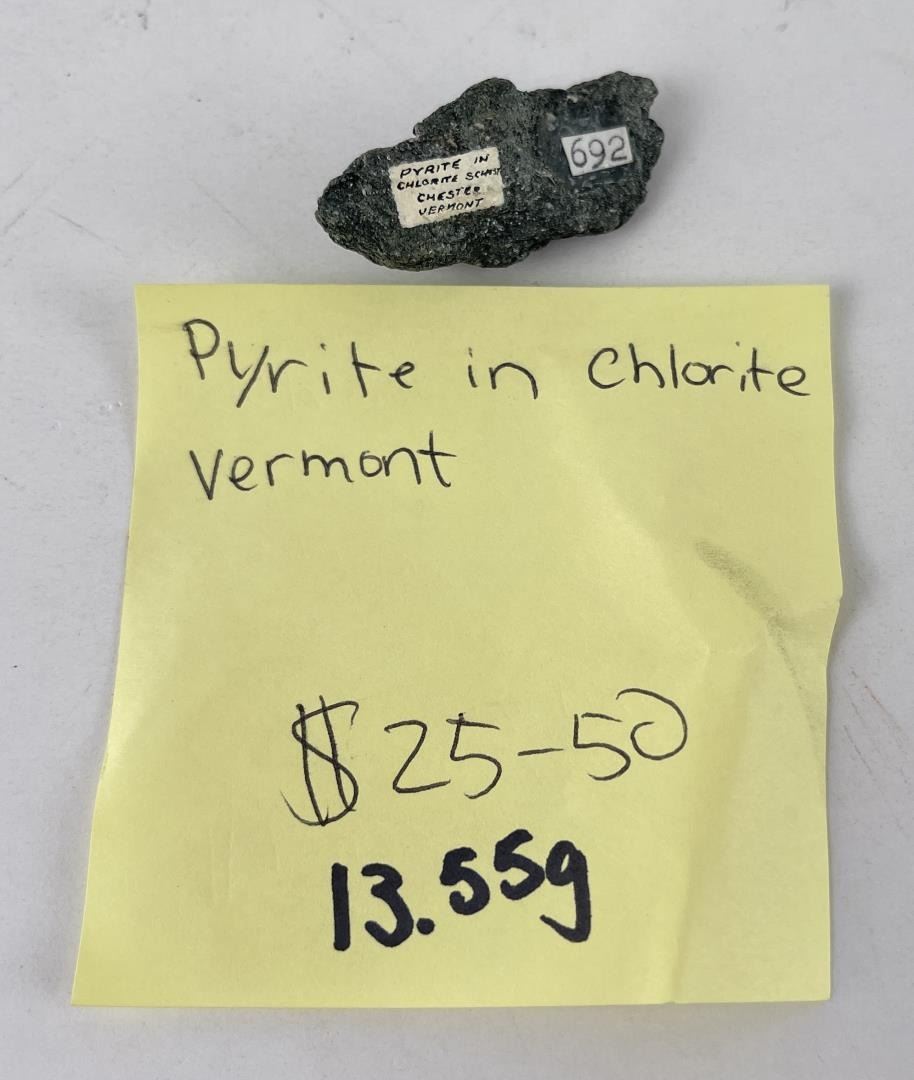 PYRITE IN
CHLORITE SCHIST
CHESTER
VERMONT
692
Pyrite in Chlorite
Vermont
$25-50
13.55g